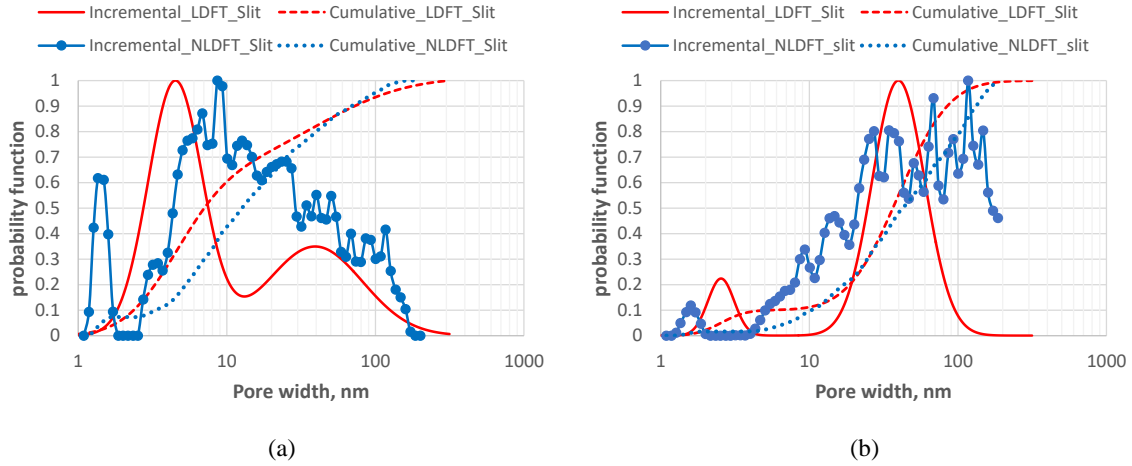 Incremental_LDFT_Slit Cumulative_LDFT_Slit
Incremental_NLDFT_Slit Cumulative_NLDFT_Slit
1
0.9
0.8
0.7
0.6
0.5
0.4
0.3
0.2
0.1
0
probability function
1 10 100 1000
Pore width, nm
(a)
Incremental_LDFT_Slit Cumulative_LDFT_Slit
Incremental_NLDFT_slit Cumulative_NLDFT_slit
1
0.9
0.8
0.7
0.6
0.5
0.4
0.3
0.2
0.1
0
probability function
1 10 100 1000
Pore width, nm
(b)